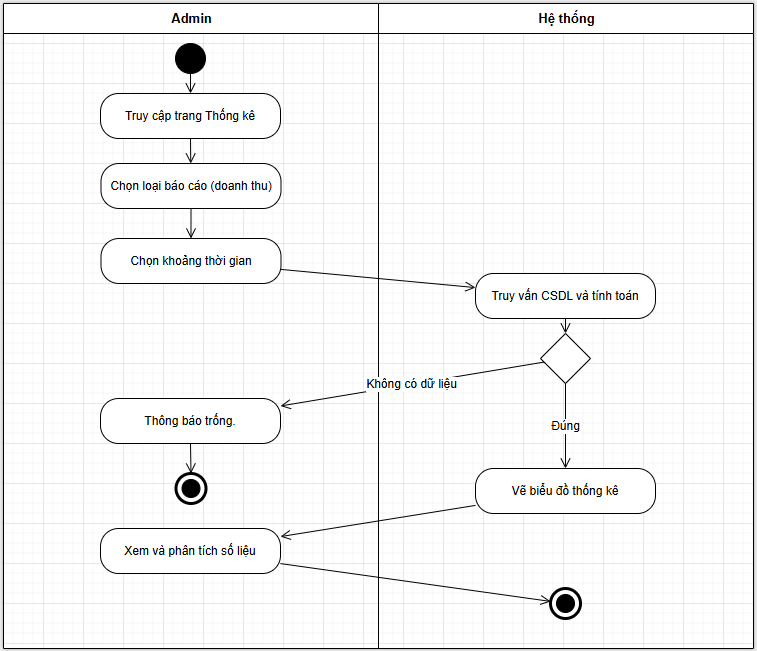 Admin
Hệ thống
Truy cập trang Thống kê
Chọn loại báo cáo (doanh thu)
Chọn khoảng thời gian
Truy vấn CSDL và tính toán
Không có dữ liệu
Thông báo trống.
Đúng
Vẽ biểu đồ thống kê
Xem và phân tích số liệu